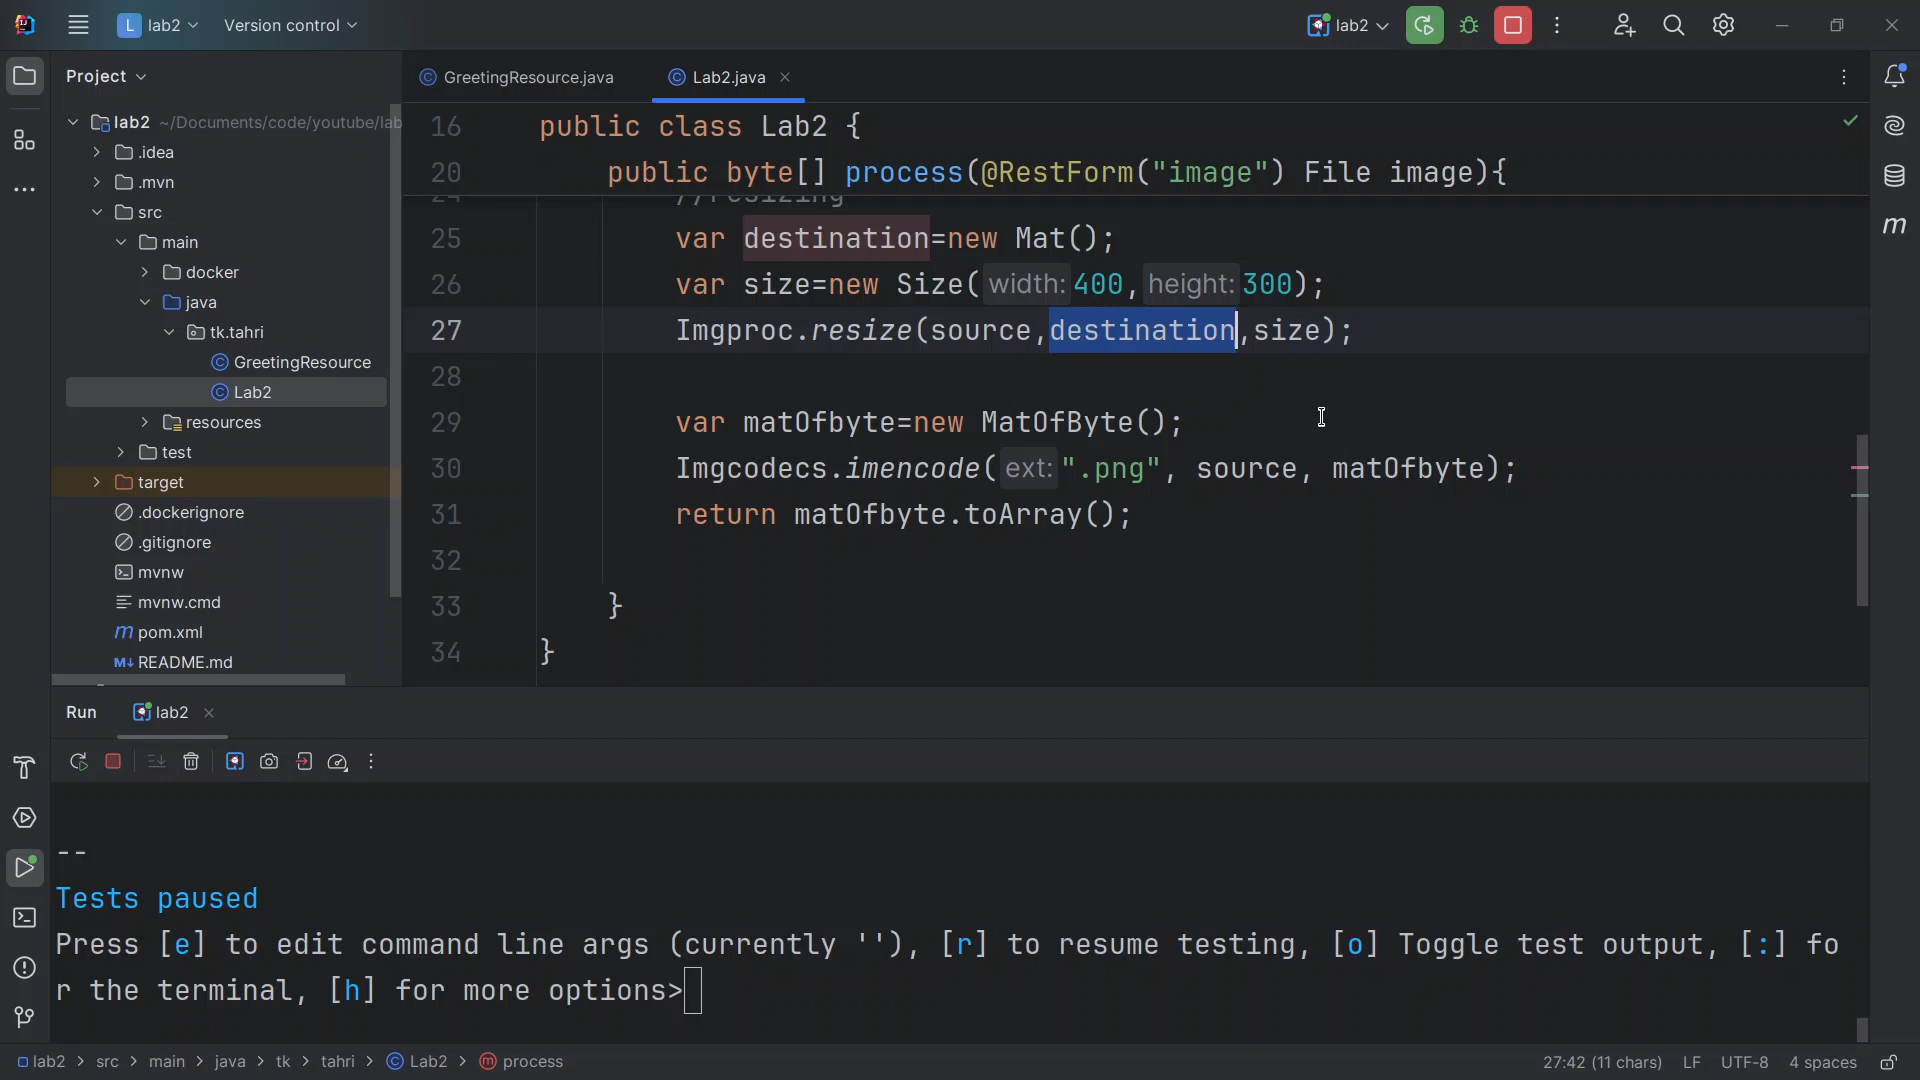 L lab2 Version control lab2
Project
GreetingResource.java Lab2.java
lab2 ~/Documents/code/youtube/lab
.idea
.mvn
src
main
docker
java
tk.tahri
GreetingResource
Lab2
resources
test
target
.dockerignore
.gitignore
mvnw
mvnw.cmd
pom.xml
README.md
16 public class Lab2 {
20 public byte[] process(@RestForm("image") File image){
24 //resizing
25 var destination=new Mat();
26 var size=new Size( width: 400, height: 300);
27 Imgproc.resize(source,destination,size);
28
29 var matOfbyte=new MatOfByte();
30 Imgcodecs.imencode( ext: ".png", source, matOfbyte);
31 return matOfbyte.toArray();
32
33 }
34 }
Run lab2
--
Tests paused
Press [e] to edit command line args (currently ''), [r] to resume testing, [o] Toggle test output, [:] fo
r the terminal, [h] for more options>
lab2 > src > main > java > tk > tahri > Lab2 > process 27:42 (11 chars) LF UTF-8 4 spaces